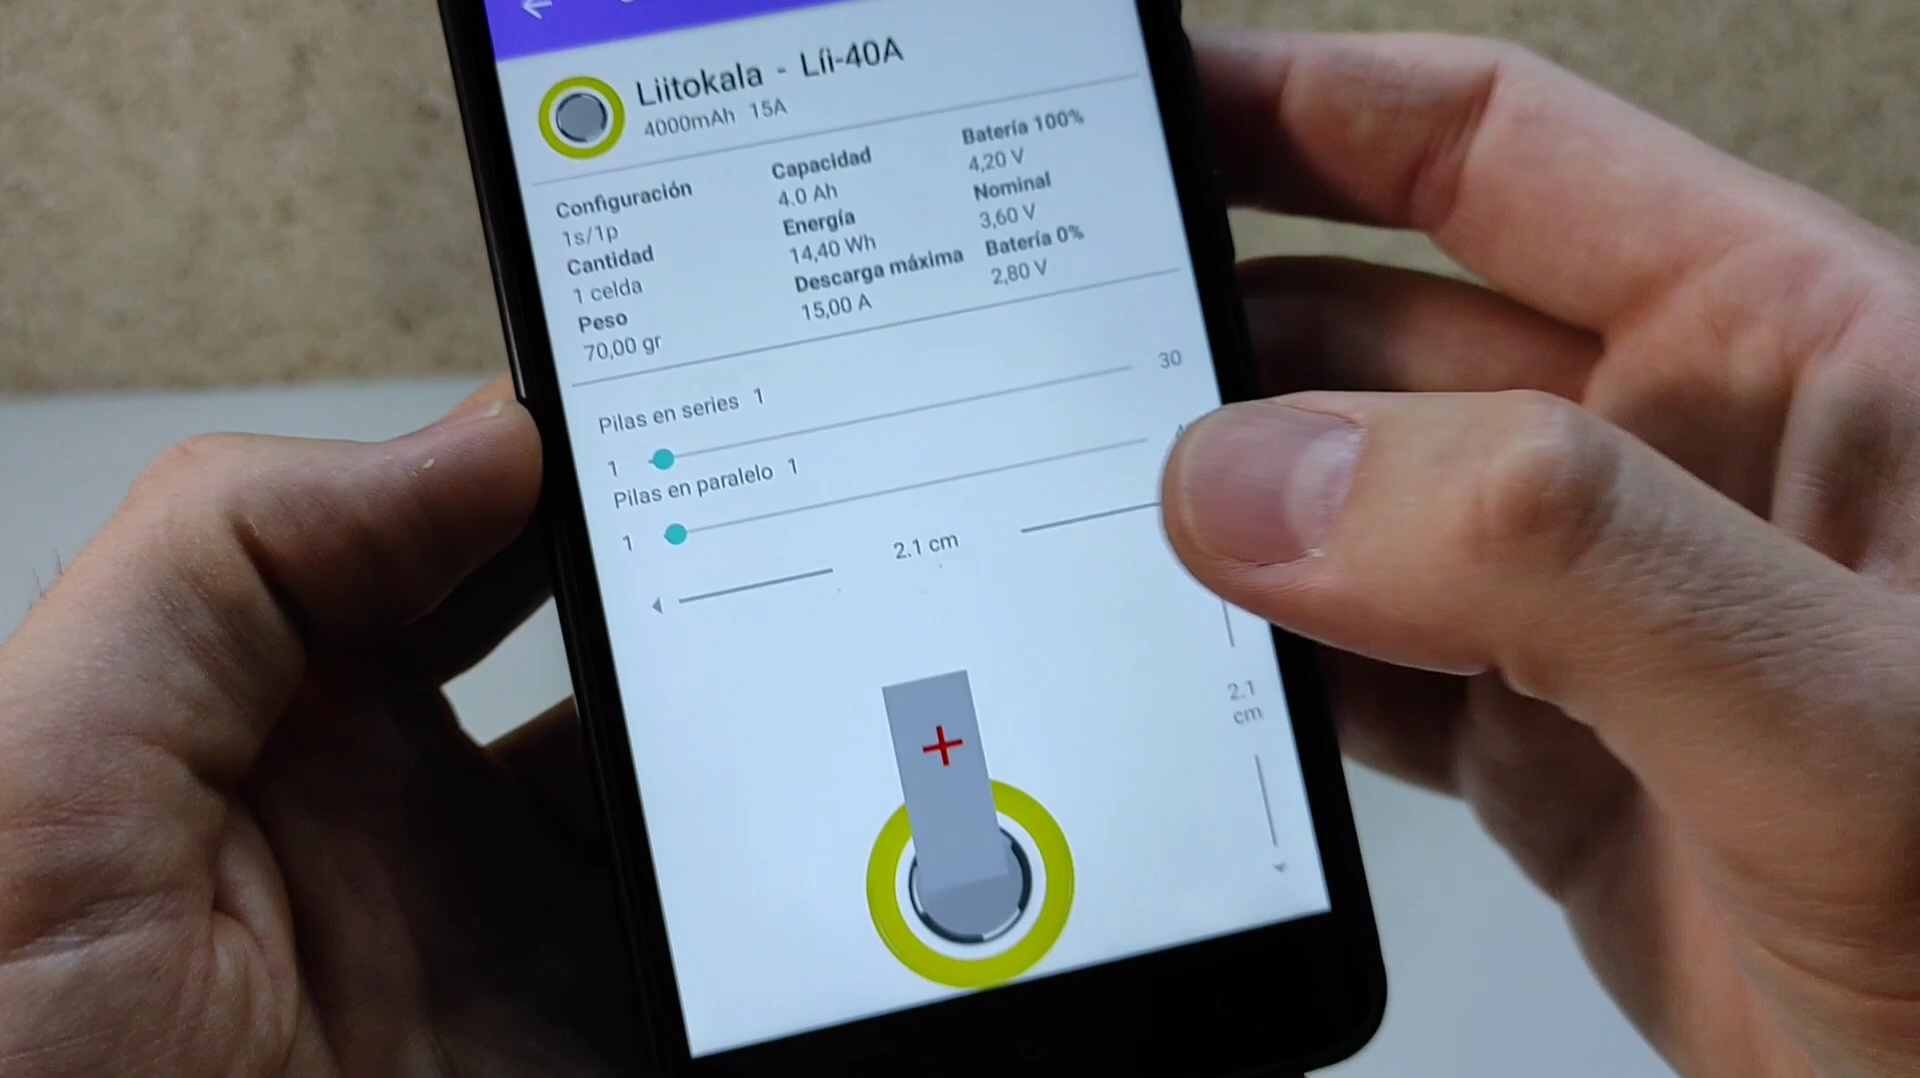 Liitokala - Líi-40A
4000mAh 15A
Configuración
1s/1p
Cantidad
1 celda
Peso
70,00 gr
Capacidad
4.0 Ah
Energía
14,40 Wh
Descarga máxima
15,00 A
Batería 100%
4,20 V
Nominal
3,60 V
Batería 0%
2,80 V
Pilas en series 1
1
30
Pilas en paralelo 1
1
2.1 cm
2.1
cm
+